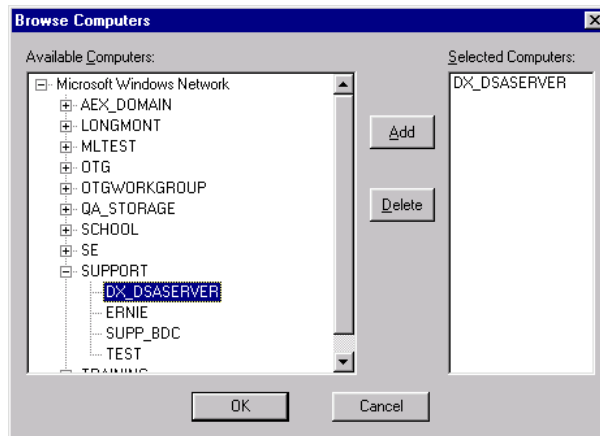 Browse Computers
Available Computers:
Microsoft Windows Network
AEX_DOMAIN
LONGMONT
MLTEST
OTG
OTGWORKGROUP
QA_STORAGE
SCHOOL
SE
SUPPORT
DX_DSASERVER
ERNIE
SUPP_BDC
TEST
TRAINING
Add
Delete
Selected Computers:
DX_DSASERVER
OK
Cancel